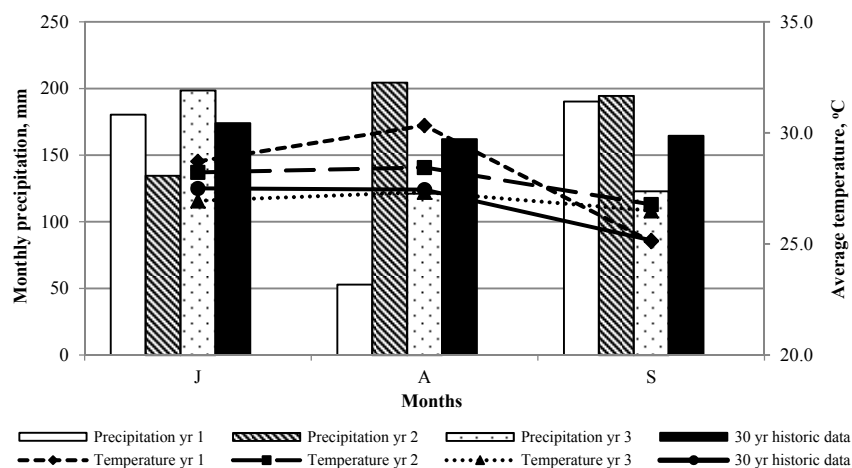 250 35.0
200
30.0
150
100
25.0
50
0 20.0
Monthly precipitation, mm
Average temperature, °C
J A S
Months
Precipitation yr 1 Precipitation yr 2 Precipitation yr 3 30 yr historic data
Temperature yr 1 Temperature yr 2 Temperature yr 3 30 yr historic data